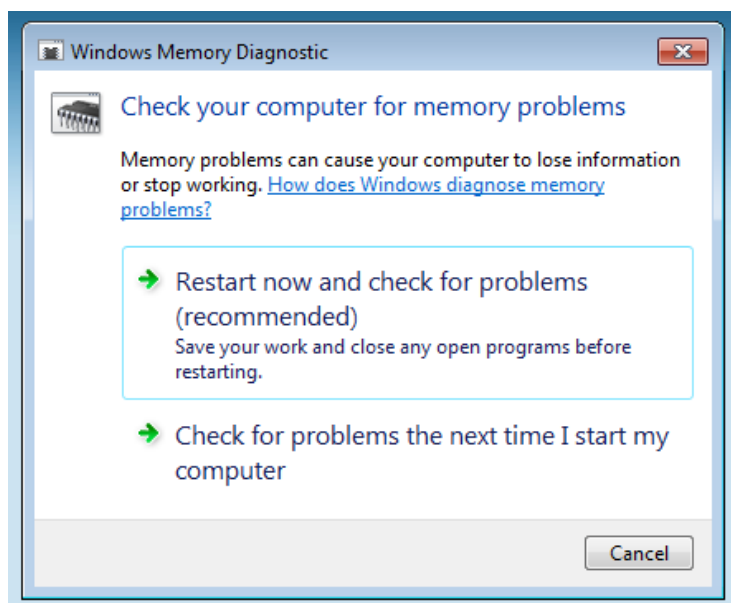 Windows Memory Diagnostic
Check your computer for memory problems
Memory problems can cause your computer to lose information
or stop working. How does Windows diagnose memory
problems?
Restart now and check for problems
(recommended)
Save your work and close any open programs before
restarting.
Check for problems the next time I start my
computer
Cancel